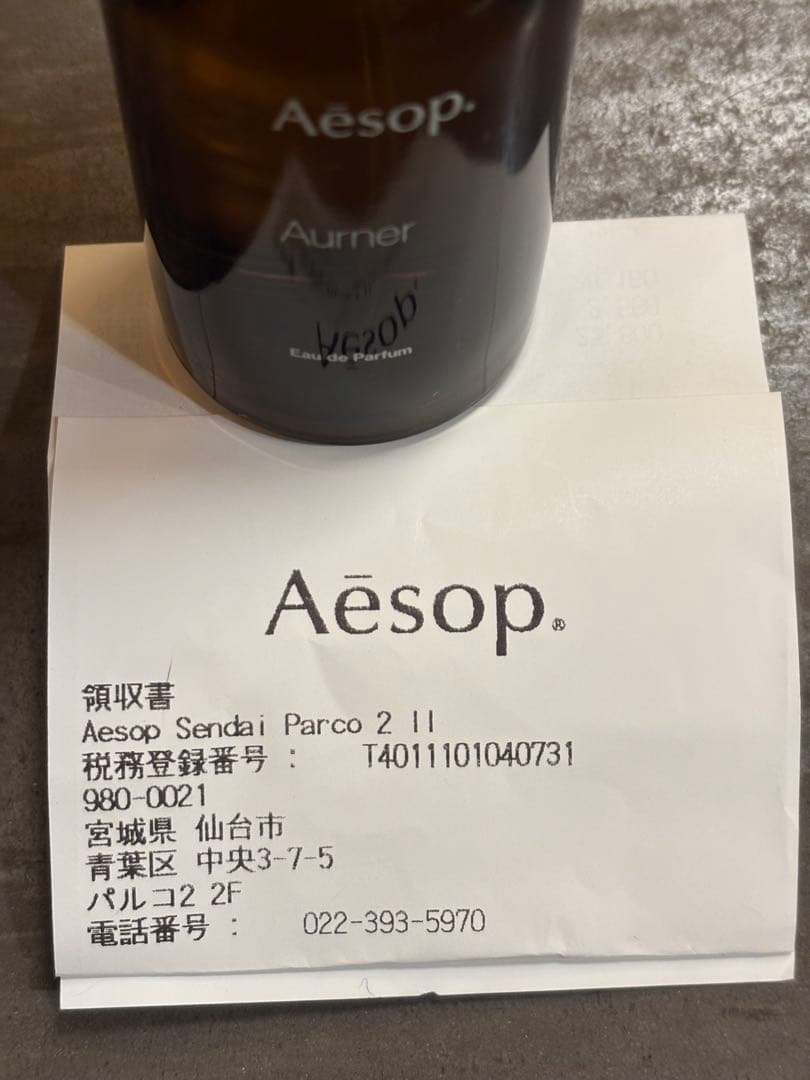 Aēsop.
Aurner
Eau de Parfum
Aēsop®
領収書
Aesop Sendai Parco 2 II
税務登録番号 : T4011101040731
980-0021
宮城県 仙台市
青葉区 中央3-7-5
パルコ2 2F
電話番号 : 022-393-5970